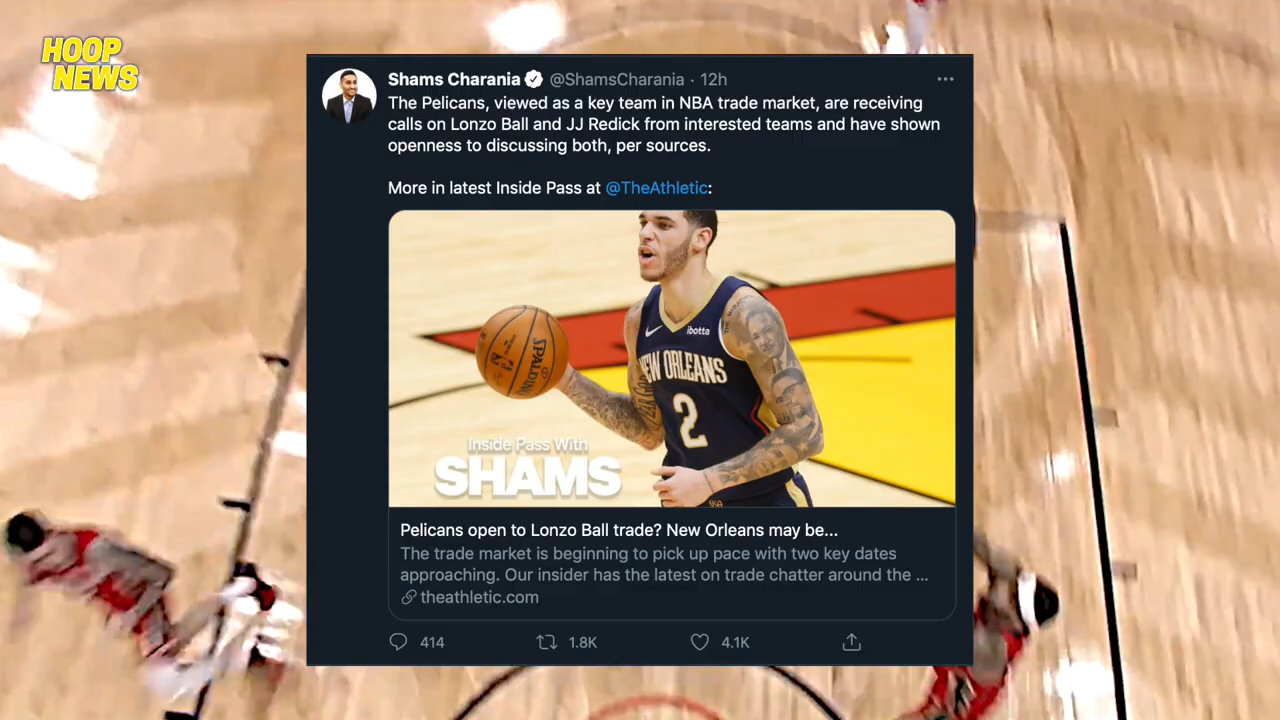 HOOP
NEWS
Shams Charania @ShamsCharania · 12h
The Pelicans, viewed as a key team in NBA trade market, are receiving
calls on Lonzo Ball and JJ Redick from interested teams and have shown
openness to discussing both, per sources.
More in latest Inside Pass at @TheAthletic:
SPALDING
ibotta
NEW ORLEANS
2
Inside Pass With
SHAMS
Pelicans open to Lonzo Ball trade? New Orleans may be...
The trade market is beginning to pick up pace with two key dates
approaching. Our insider has the latest on trade chatter around the ...
theathletic.com
414
1.8K
4.1K